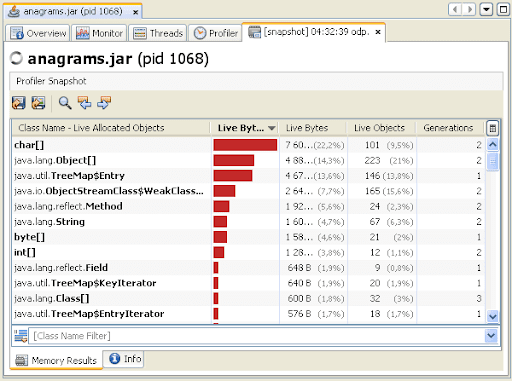 anagrams.jar (pid 1068)
Overview Monitor Threads Profiler [snapshot] 04:32:39 odp.
anagrams.jar (pid 1068)
Profiler Snapshot
Class Name - Live Allocated Objects Live Byt... Live Bytes Live Objects Generations
char[] 7 60... (22,2%) 101 (9,5%) 2
java.lang.Object[] 4 88... (14,3%) 223 (21%) 2
java.util.TreeMap$Entry 4 67... (13,6%) 146 (13,8%) 1
java.io.ObjectStreamClass$WeakClass... 2 64... (7,7%) 165 (15,6%) 2
java.lang.reflect.Method 1 92... (5,6%) 24 (2,3%) 2
java.lang.String 1 60... (4,7%) 67 (6,3%) 2
byte[] 1 58... (4,6%) 21 (2%) 1
int[] 1 28... (3,8%) 12 (1,1%) 2
java.lang.reflect.Field 648 B (1,9%) 9 (0,8%) 1
java.util.TreeMap$KeyIterator 640 B (1,9%) 20 (1,9%) 1
java.lang.Class[] 600 B (1,8%) 32 (3%) 3
java.util.TreeMap$EntryIterator 576 B (1,7%) 18 (1,7%) 1
[Class Name Filter]
Memory Results Info